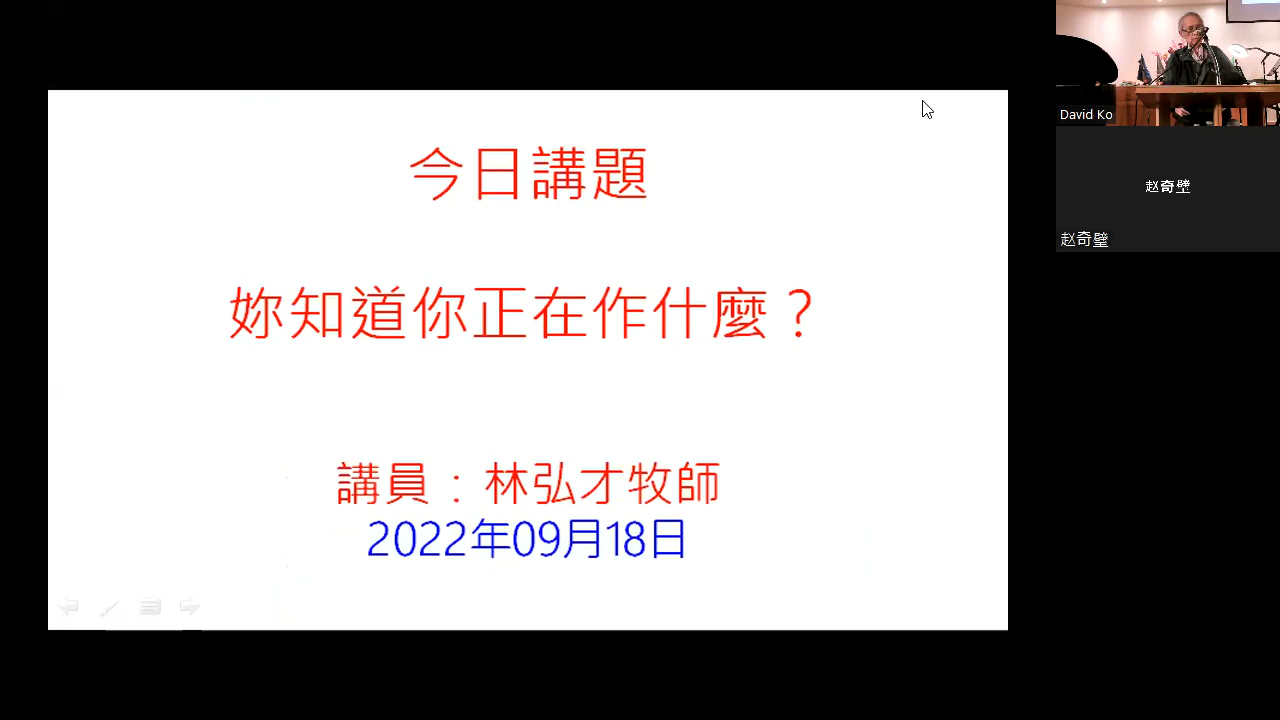 今日講題
妳知道你正在作什麼？
講員：林弘才牧師
2022年09月18日
David Ko
赵奇璧
赵奇璧